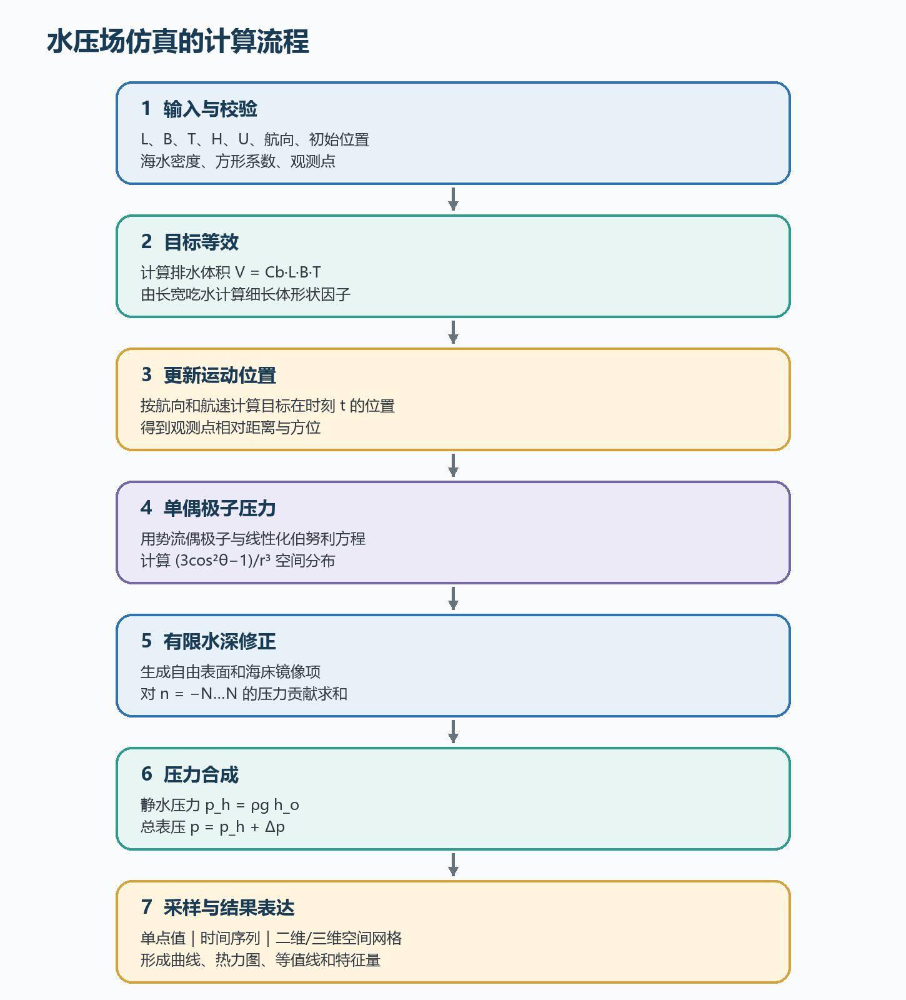 水压场仿真的计算流程
1 输入与校验
L、B、T、H、U、航向、初始位置
海水密度、方形系数、观测点
2 目标等效
计算排水体积 V = Cb·L·B·T
由长宽吃水计算细长体形状因子
3 更新运动位置
按航向和航速计算目标在时刻 t 的位置
得到观测点相对距离与方位
4 单偶极子压力
用势流偶极子与线性化伯努利方程
计算 (3cos²θ−1)/r³ 空间分布
5 有限水深修正
生成自由表面和海床镜像项
对 n = −N…N 的压力贡献求和
6 压力合成
静水压力 p_h = ρg h_o
总表压 p = p_h + Δp
7 采样与结果表达
单点值 | 时间序列 | 二维/三维空间网格
形成曲线、热力图、等值线和特征量